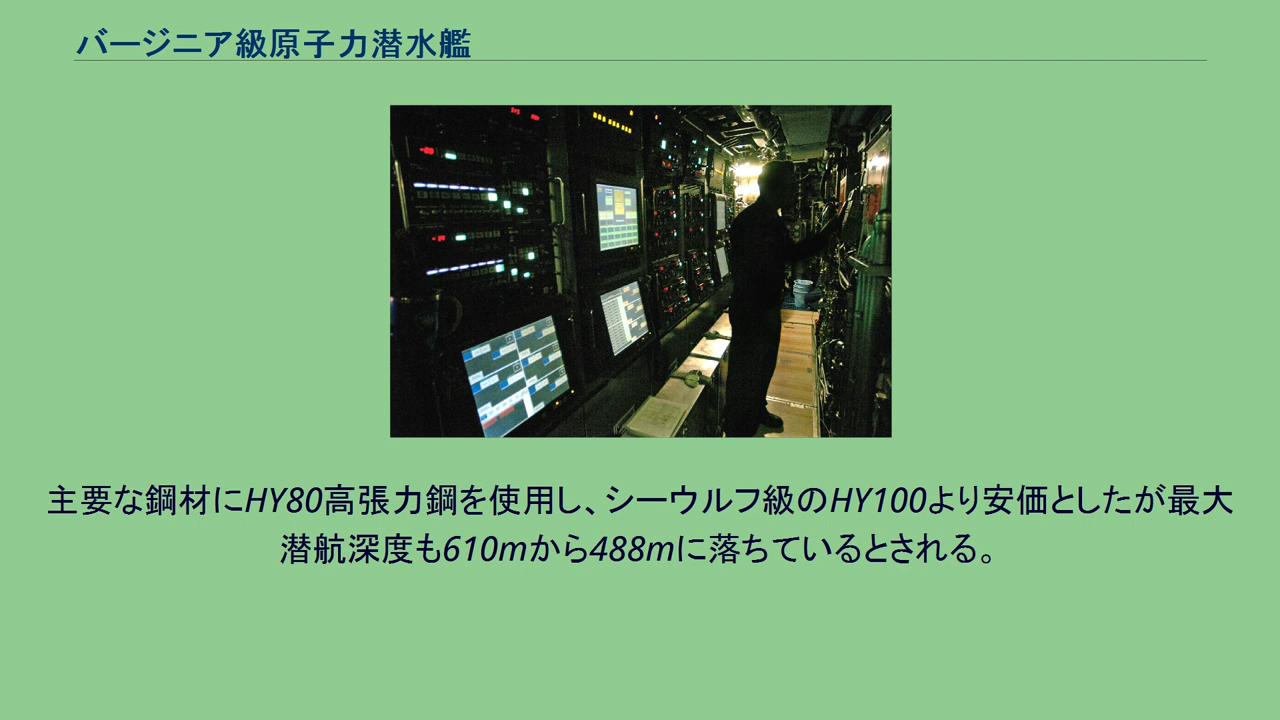 バージニア級原子力潜水艦
主要な鋼材にHY80高張力鋼を使用し、シーウルフ級のHY100より安価としたが最大
潜航深度も610mから488mに落ちているとされる。